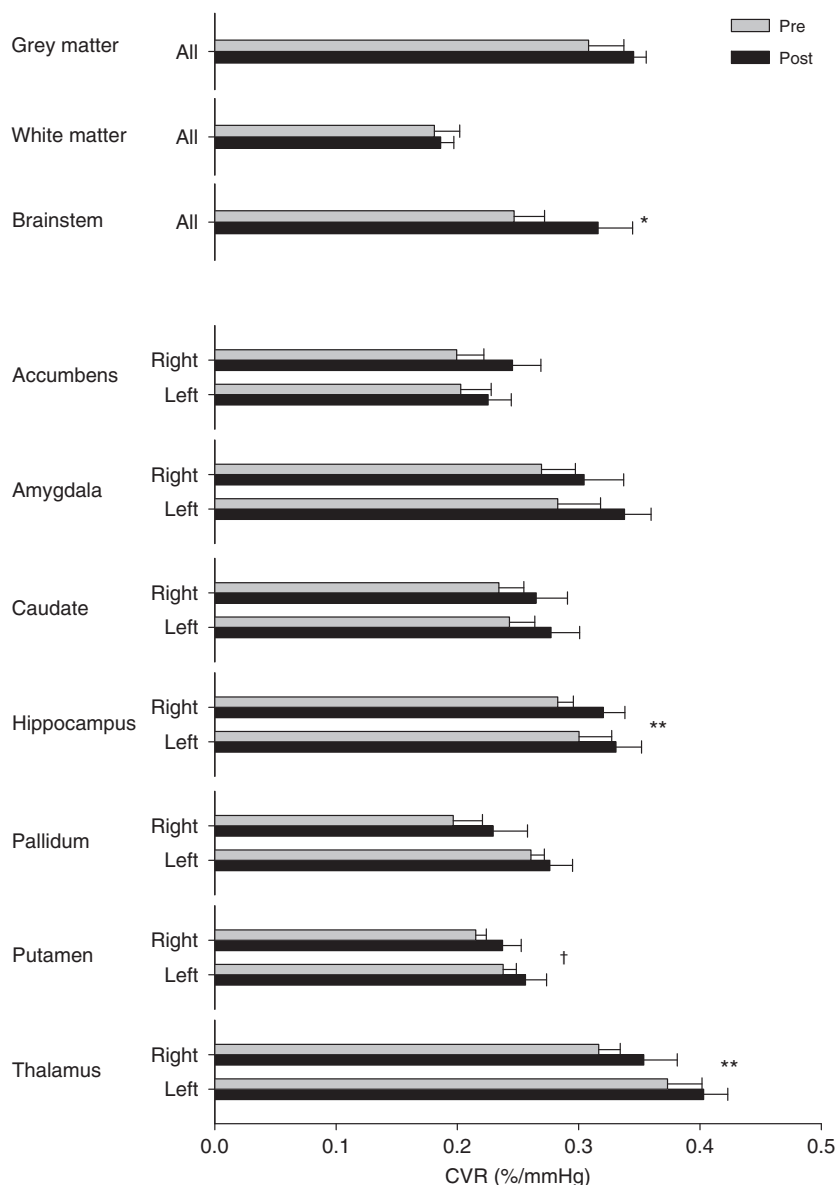 Pre
Post
Grey matter All
White matter All
Brainstem All *
Accumbens Right
Left
Amygdala Right
Left
Caudate Right
Left
Hippocampus Right
Left
**
Pallidum Right
Left
Putamen Right
Left
†
Thalamus Right
Left
**
0.0 0.1 0.2 0.3 0.4 0.5
CVR (%/mmHg)